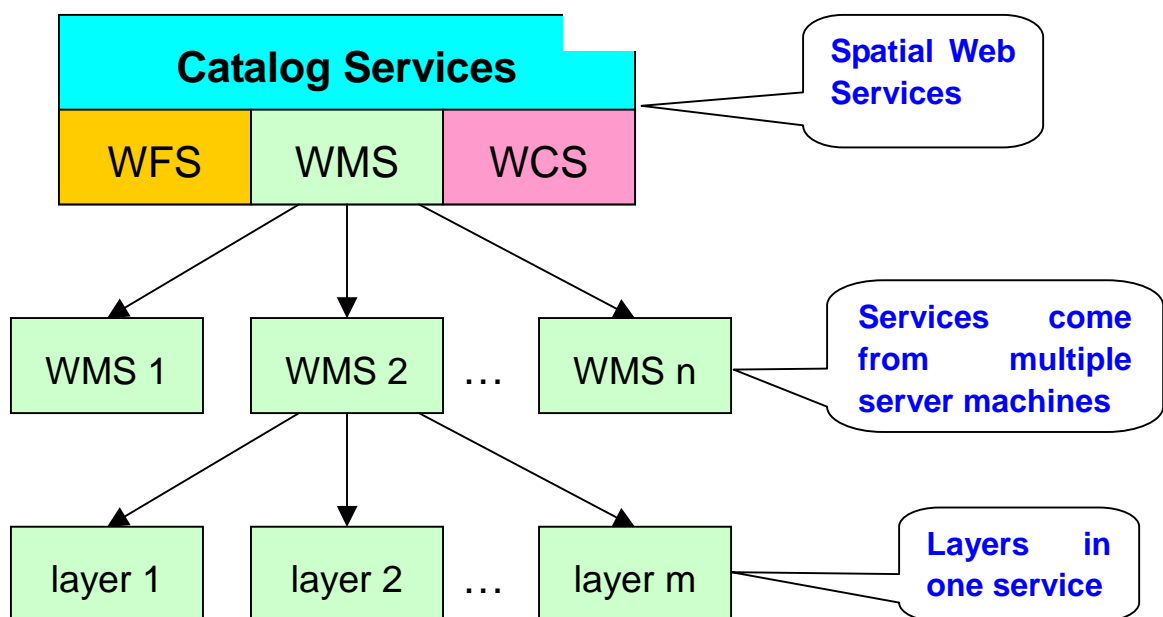 Catalog Services
Spatial Web
Services
WFS
WMS
WCS
WMS 1
WMS 2
...
WMS n
Services come
from multiple
server machines
layer 1
layer 2
...
layer m
Layers in
one service